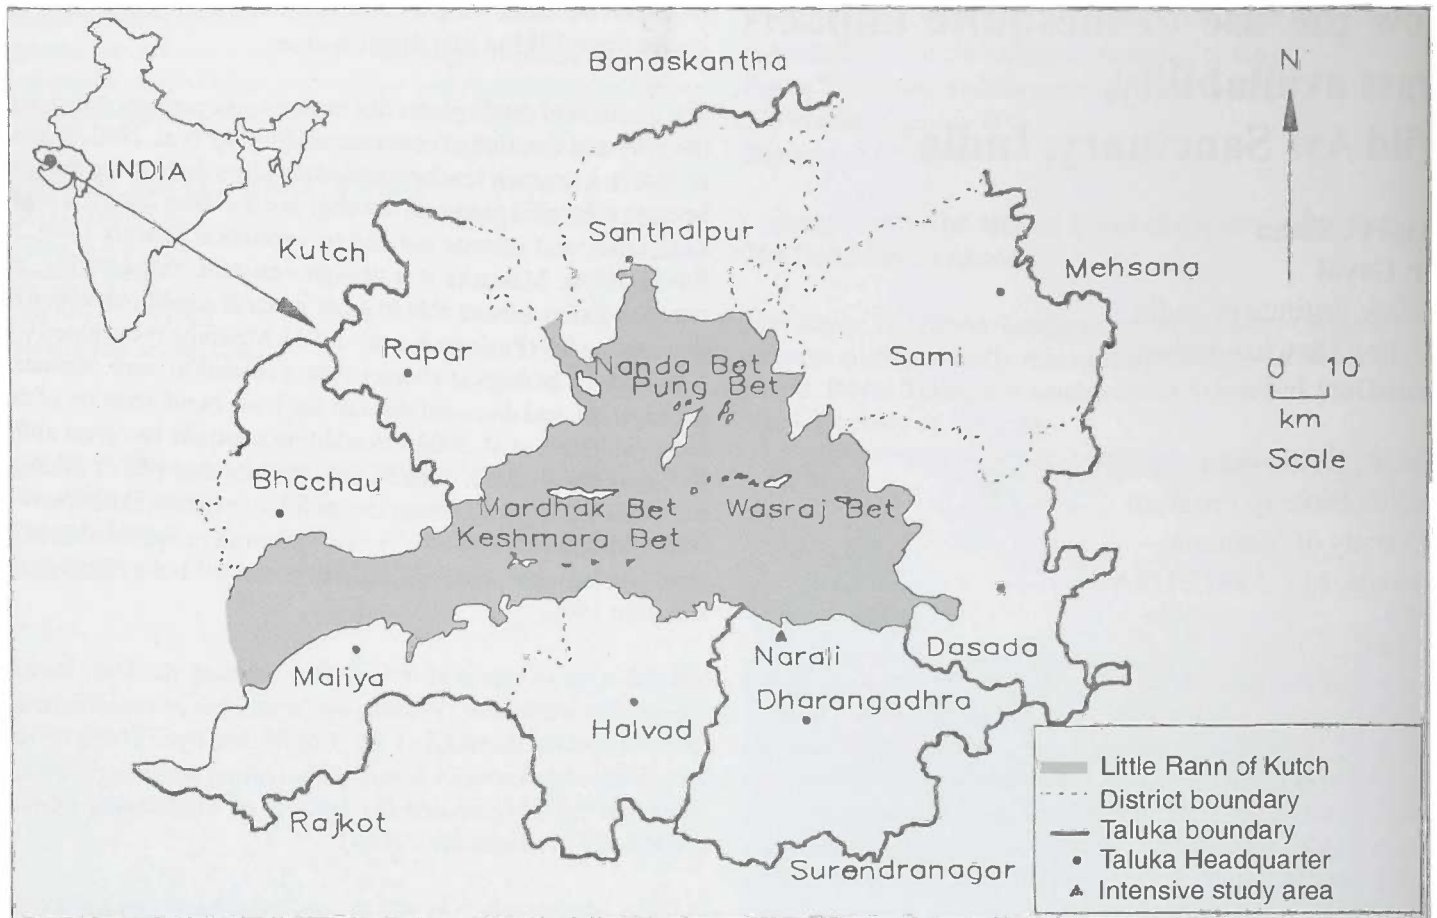 Banaskantha
N
INDIA
Kutch
Santhalpur
Mehsana
Rapar
Nanda Bet
Pung Bet
Sami
0 10
km
Scale
Bhcchau
Mardhak Bet
Wasraj Bet
Keshmara Bet
Narali
Dasada
Maliya
Dharangadhra
Halvad
Rajkot
Surendranagar
Little Rann of Kutch
District boundary
Taluka boundary
Taluka Headquarter
Intensive study area